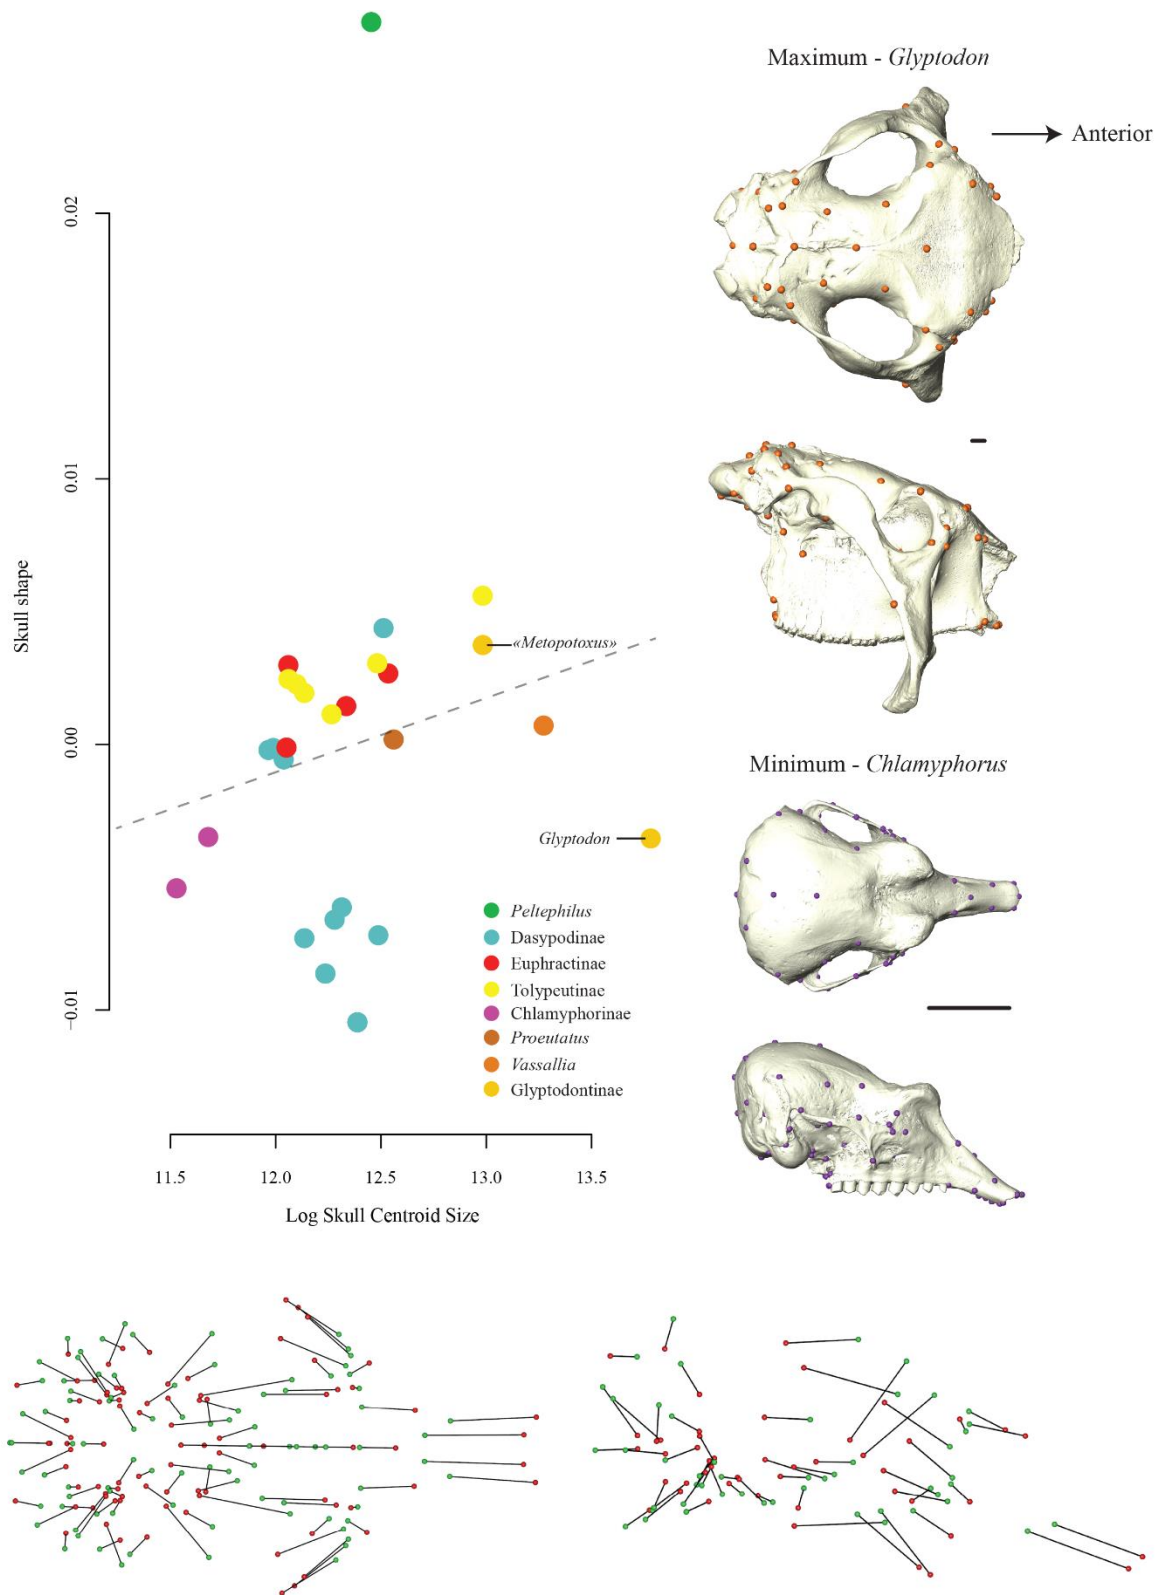 Maximum - Glyptodon
Anterior
0.02
0.01
0.00
−0.01
Skull shape
«Metopotoxus»
Glyptodon
Minimum - Chlamyphorus
Peltephilus
Dasypodinae
Euphractinae
Tolypeutinae
Chlamyphorinae
Proeutatus
Vassallia
Glyptodontinae
11.5 12.0 12.5 13.0 13.5
Log Skull Centroid Size